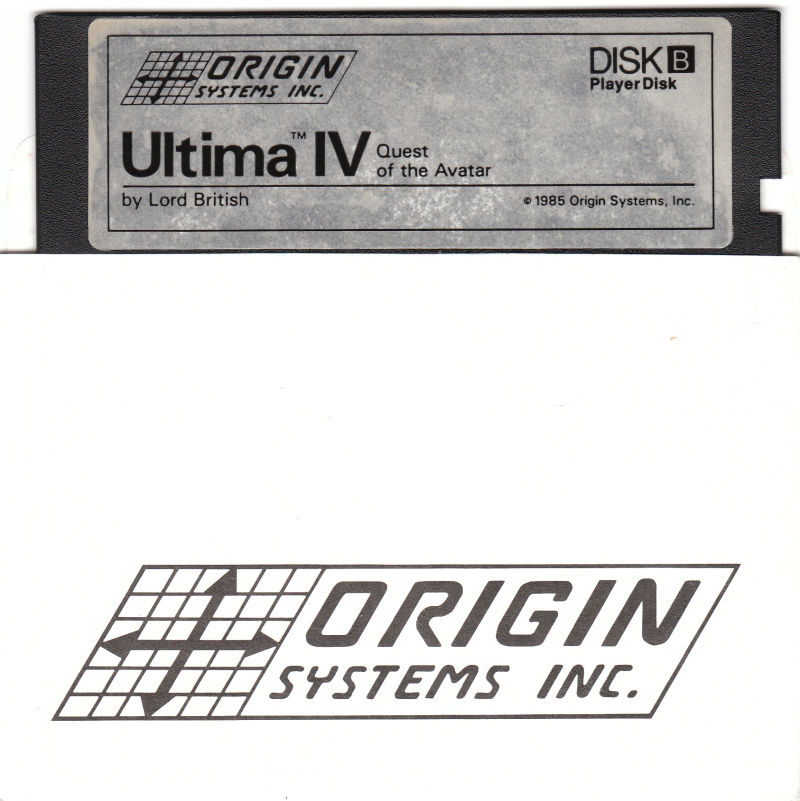 ORIGIN
SYSTEMS INC.
DISK B
Player Disk
Ultima™ IV Quest
of the Avatar
by Lord British
© 1985 Origin Systems, Inc.
ORIGIN
SYSTEMS INC.